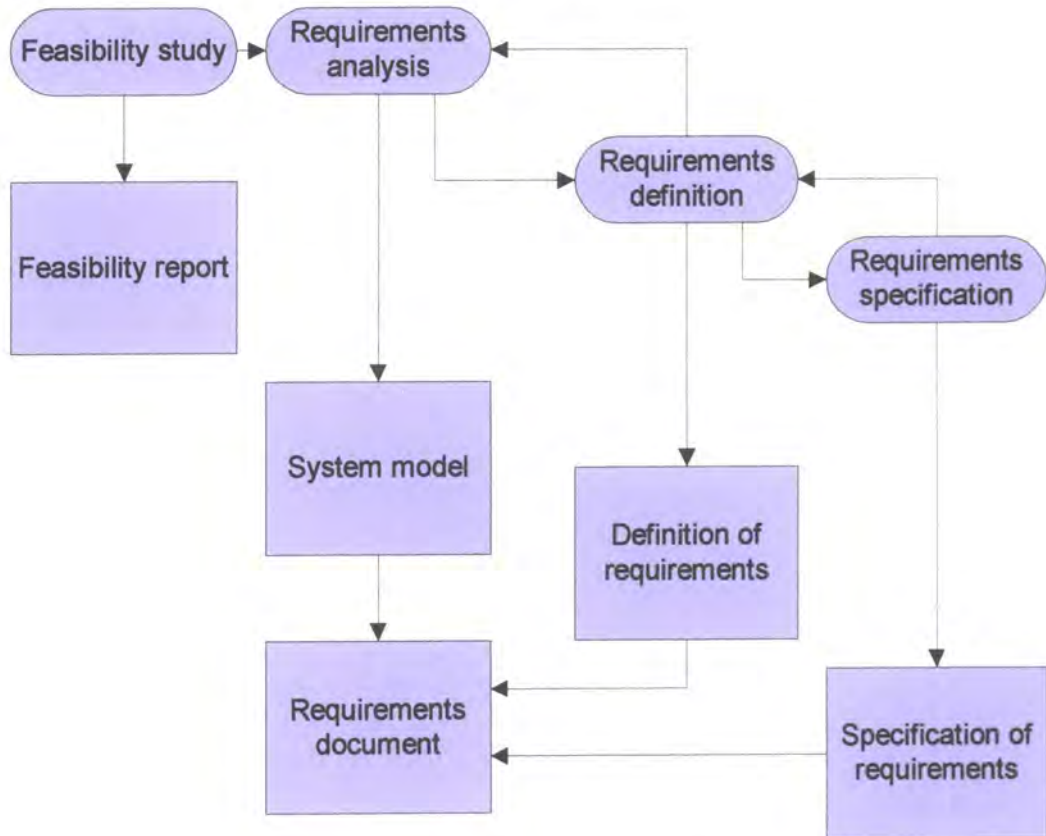 Feasibility study
Requirements
analysis
Requirements
definition
Feasibility report
Requirements
specification
System model
Definition of
requirements
Requirements
document
Specification of
requirements